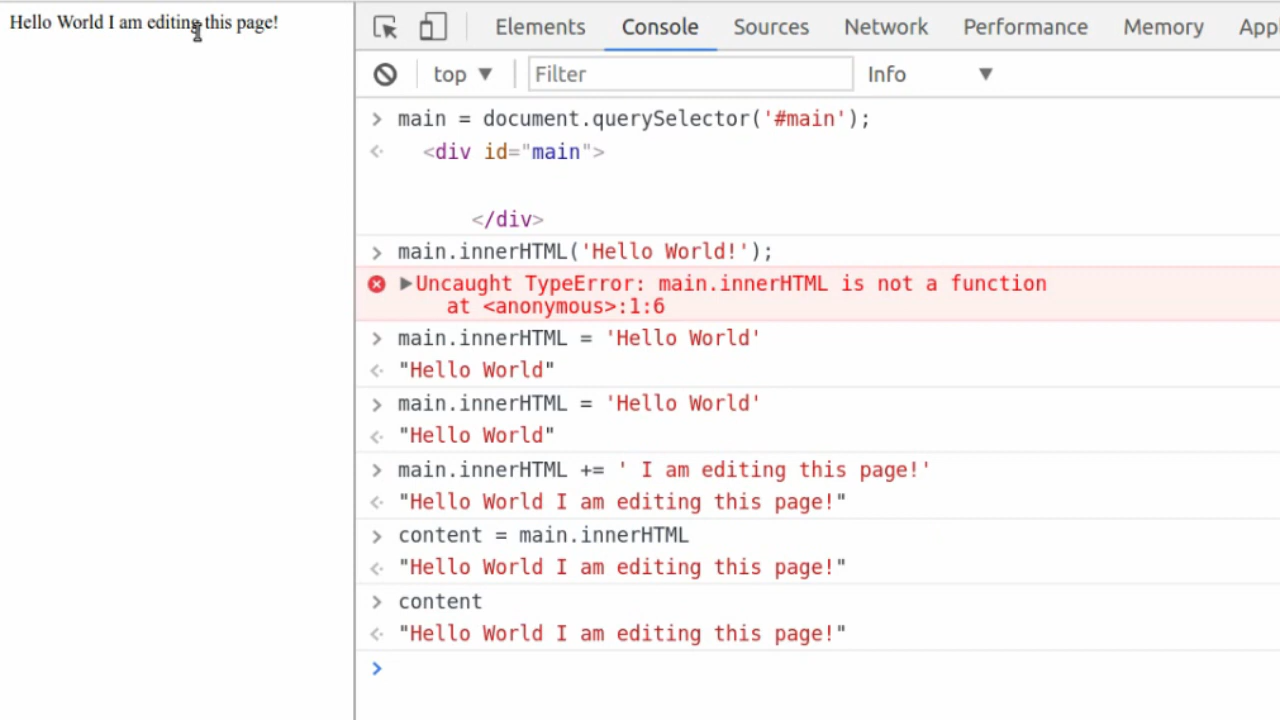 Hello World I am editing this page!
Elements Console Sources Network Performance Memory App
top ▼ Filter Info ▼
> main = document.querySelector('#main');
<div id="main">
</div>
> main.innerHTML('Hello World!');
▶Uncaught TypeError: main.innerHTML is not a function
at <anonymous>:1:6
> main.innerHTML = 'Hello World'
"Hello World"
> main.innerHTML = 'Hello World'
"Hello World"
> main.innerHTML += ' I am editing this page!'
"Hello World I am editing this page!"
> content = main.innerHTML
"Hello World I am editing this page!"
> content
"Hello World I am editing this page!"
>